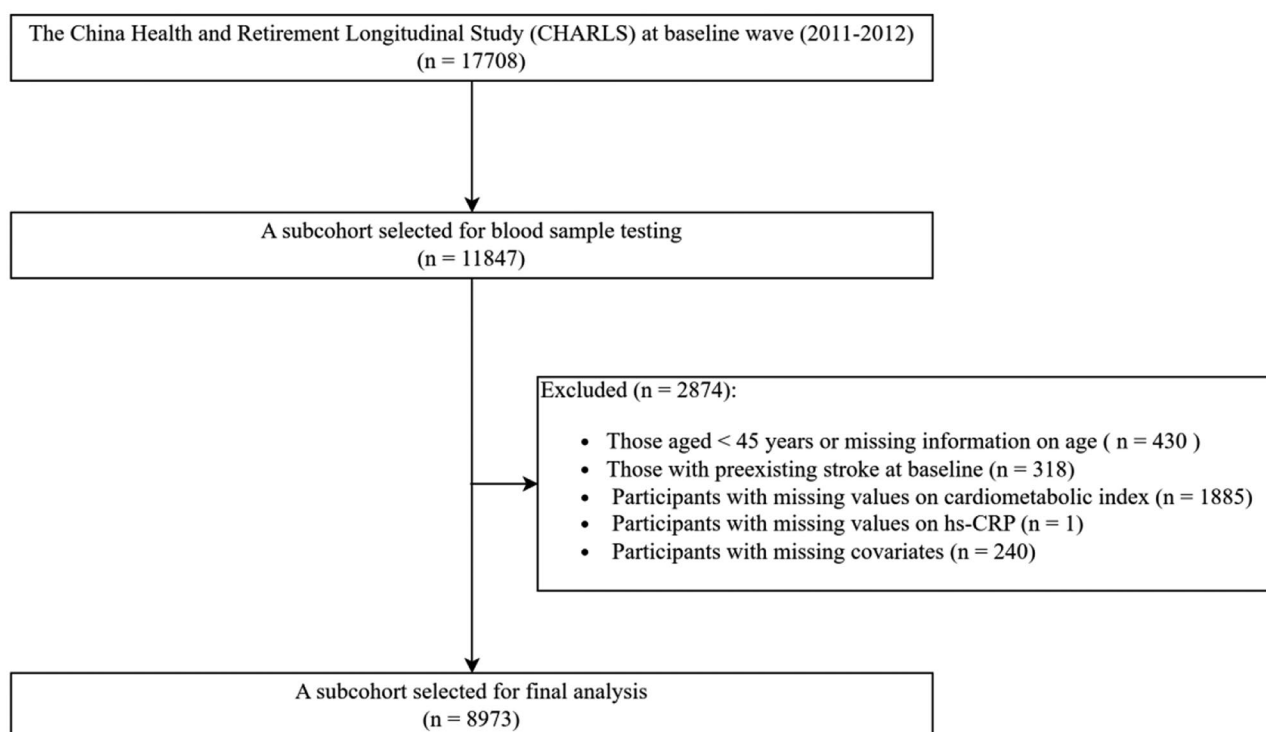 The China Health and Retirement Longitudinal Study (CHARLS) at baseline wave (2011-2012)
(n = 17708)
A subcohort selected for blood sample testing
(n = 11847)
Excluded (n = 2874):
• Those aged < 45 years or missing information on age ( n = 430 )
• Those with preexisting stroke at baseline (n = 318)
• Participants with missing values on cardiometabolic index (n = 1885)
• Participants with missing values on hs-CRP (n = 1)
• Participants with missing covariates (n = 240)
A subcohort selected for final analysis
(n = 8973)